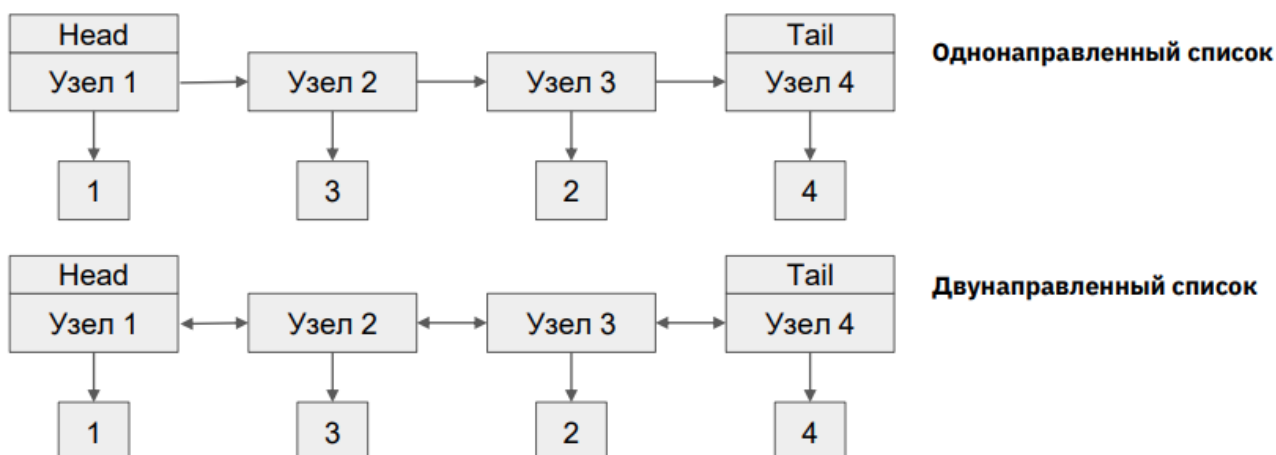 Head
Tail
Однонаправленный список
Узел 1
Узел 2
Узел 3
Узел 4
1
3
2
4
Head
Tail
Двунаправленный список
Узел 1
Узел 2
Узел 3
Узел 4
1
3
2
4